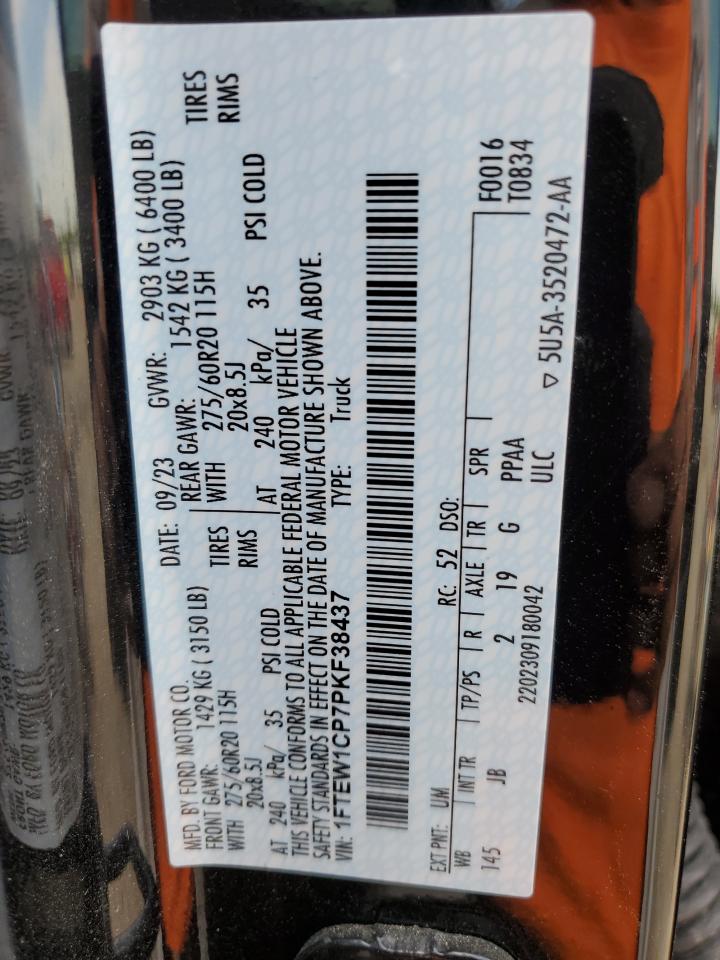 MFD. BY FORD MOTOR CO.
DATE: 09/23 GVWR: 2903 KG ( 6400 LB)
FRONT GAWR: 1429 KG ( 3150 LB) REAR GAWR: 1542 KG ( 3400 LB)
WITH 275/60R20 115H TIRES WITH 275/60R20 115H TIRES
20x8.5J RIMS 20x8.5J RIMS
AT 240 kPa/ 35 PSI COLD AT 240 kPa/ 35 PSI COLD
THIS VEHICLE CONFORMS TO ALL APPLICABLE FEDERAL MOTOR VEHICLE
SAFETY STANDARDS IN EFFECT ON THE DATE OF MANUFACTURE SHOWN ABOVE.
VIN: 1FTEW1CP7PKF38437 TYPE: Truck
EXT PNT: UM RC: 52 DSO:
WB INT TR TP/PS R AXLE TR SPR F0016
145 JB 2 19 G PPAA T0834
2202309180042 ULC
▽ 5U5A-3520472-AA